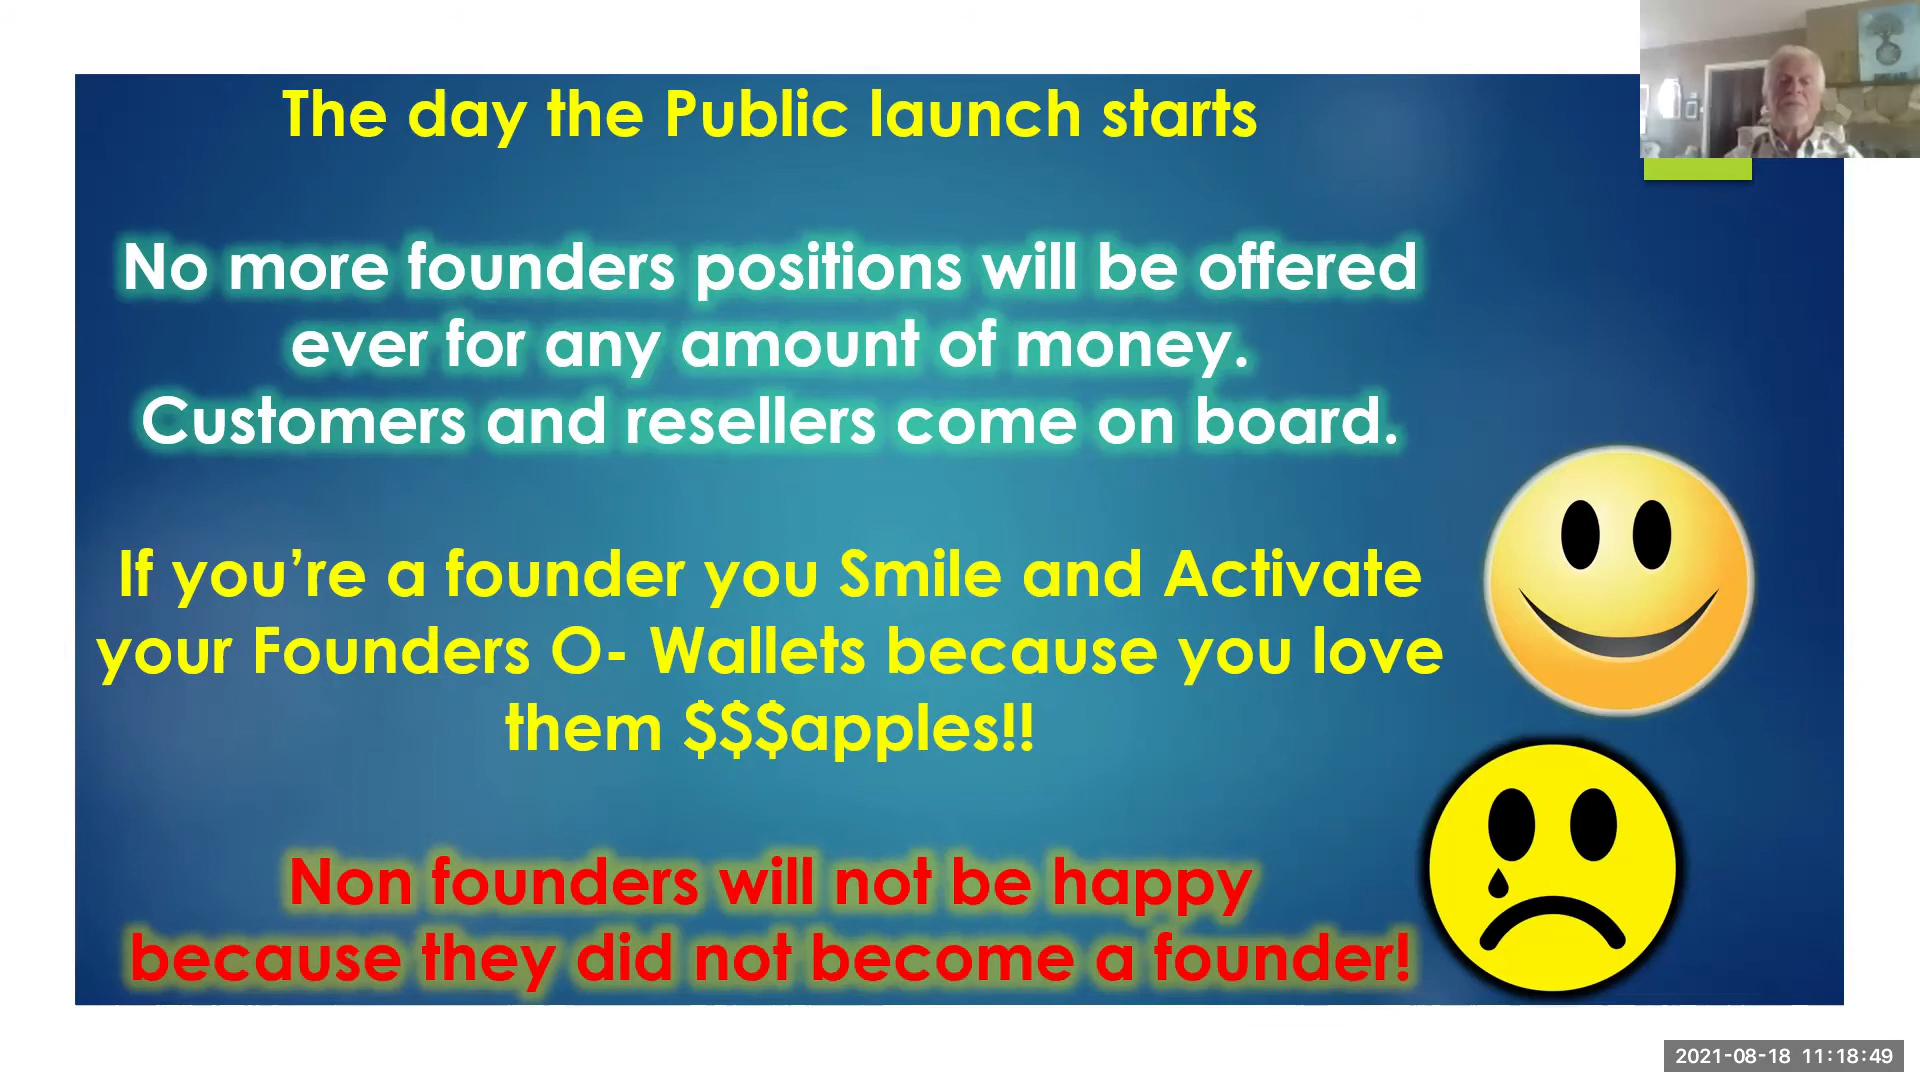 The day the Public launch starts
No more founders positions will be offered
ever for any amount of money.
Customers and resellers come on board.
If you’re a founder you Smile and Activate
your Founders O- Wallets because you love
them $$$apples!!
Non founders will not be happy
because they did not become a founder!
2021-08-18 11:18:49